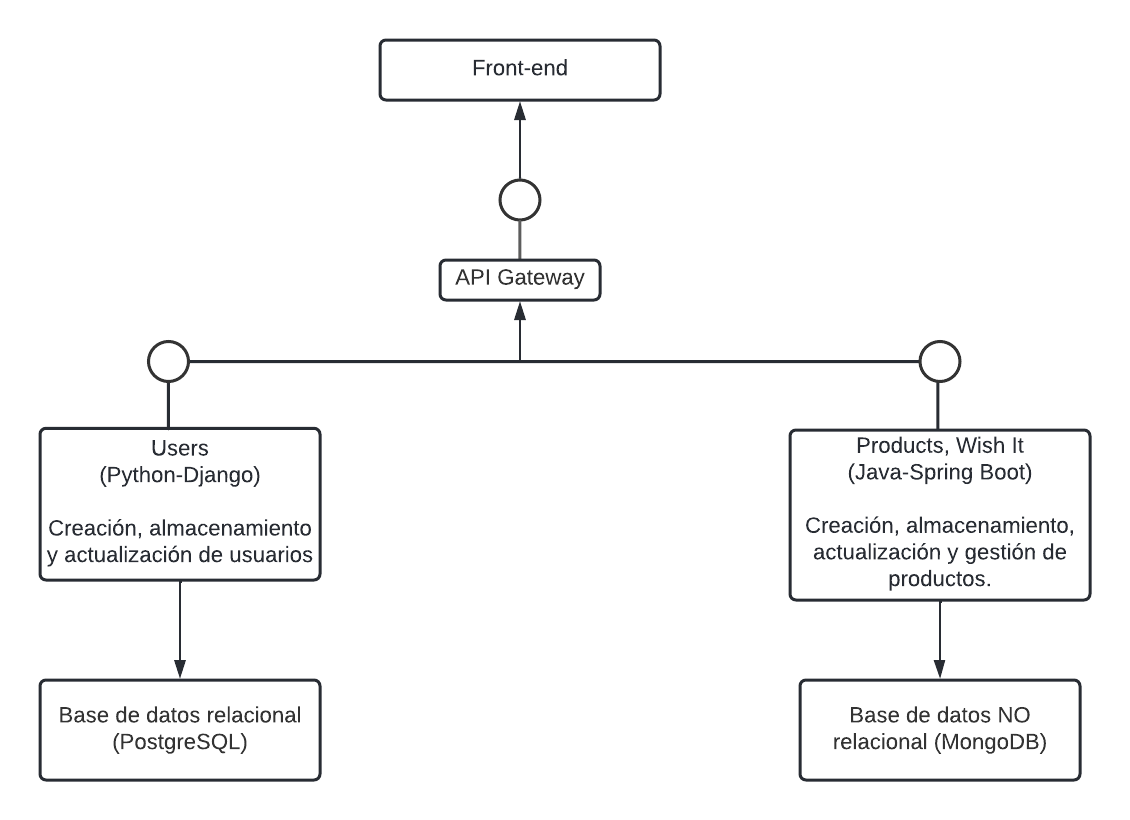 Front-end
API Gateway
Users
(Python-Django)
Creación, almacenamiento
y actualización de usuarios
Products, Wish It
(Java-Spring Boot)
Creación, almacenamiento,
actualización y gestión de
productos.
Base de datos relacional
(PostgreSQL)
Base de datos NO
relacional (MongoDB)